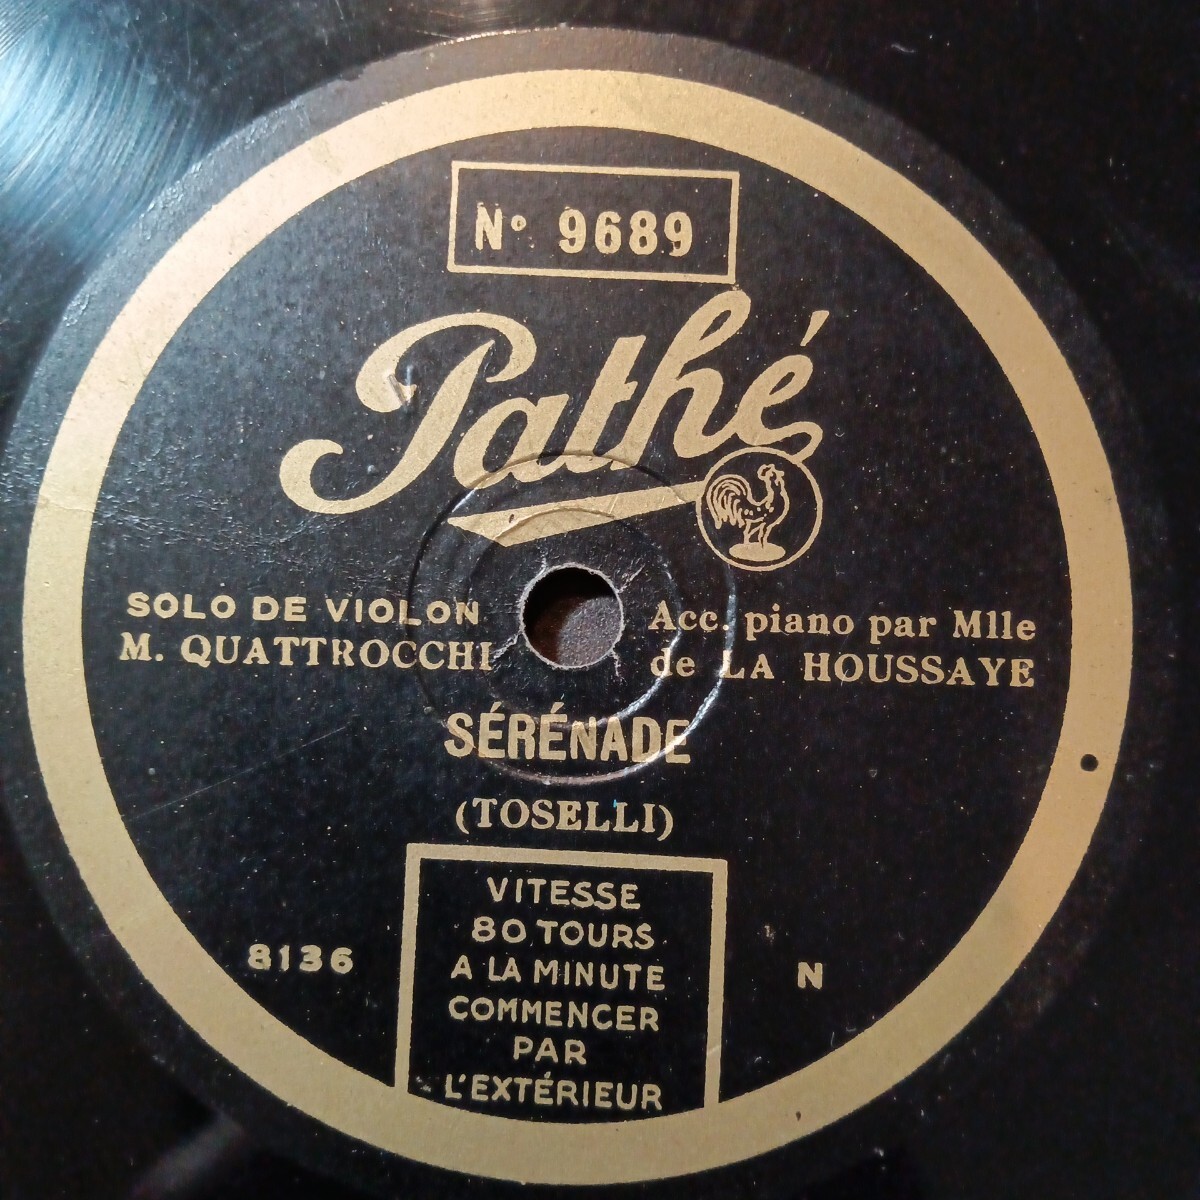 N° 9689
Pathé
SOLO DE VIOLON
M. QUATTROCCHI
Acc. piano par Mlle
de LA HOUSSAYE
SÉRÉNADE
(TOSELLI)
VITESSE
80 TOURS
A LA MINUTE
COMMENCER
PAR
L'EXTÉRIEUR
8136
N